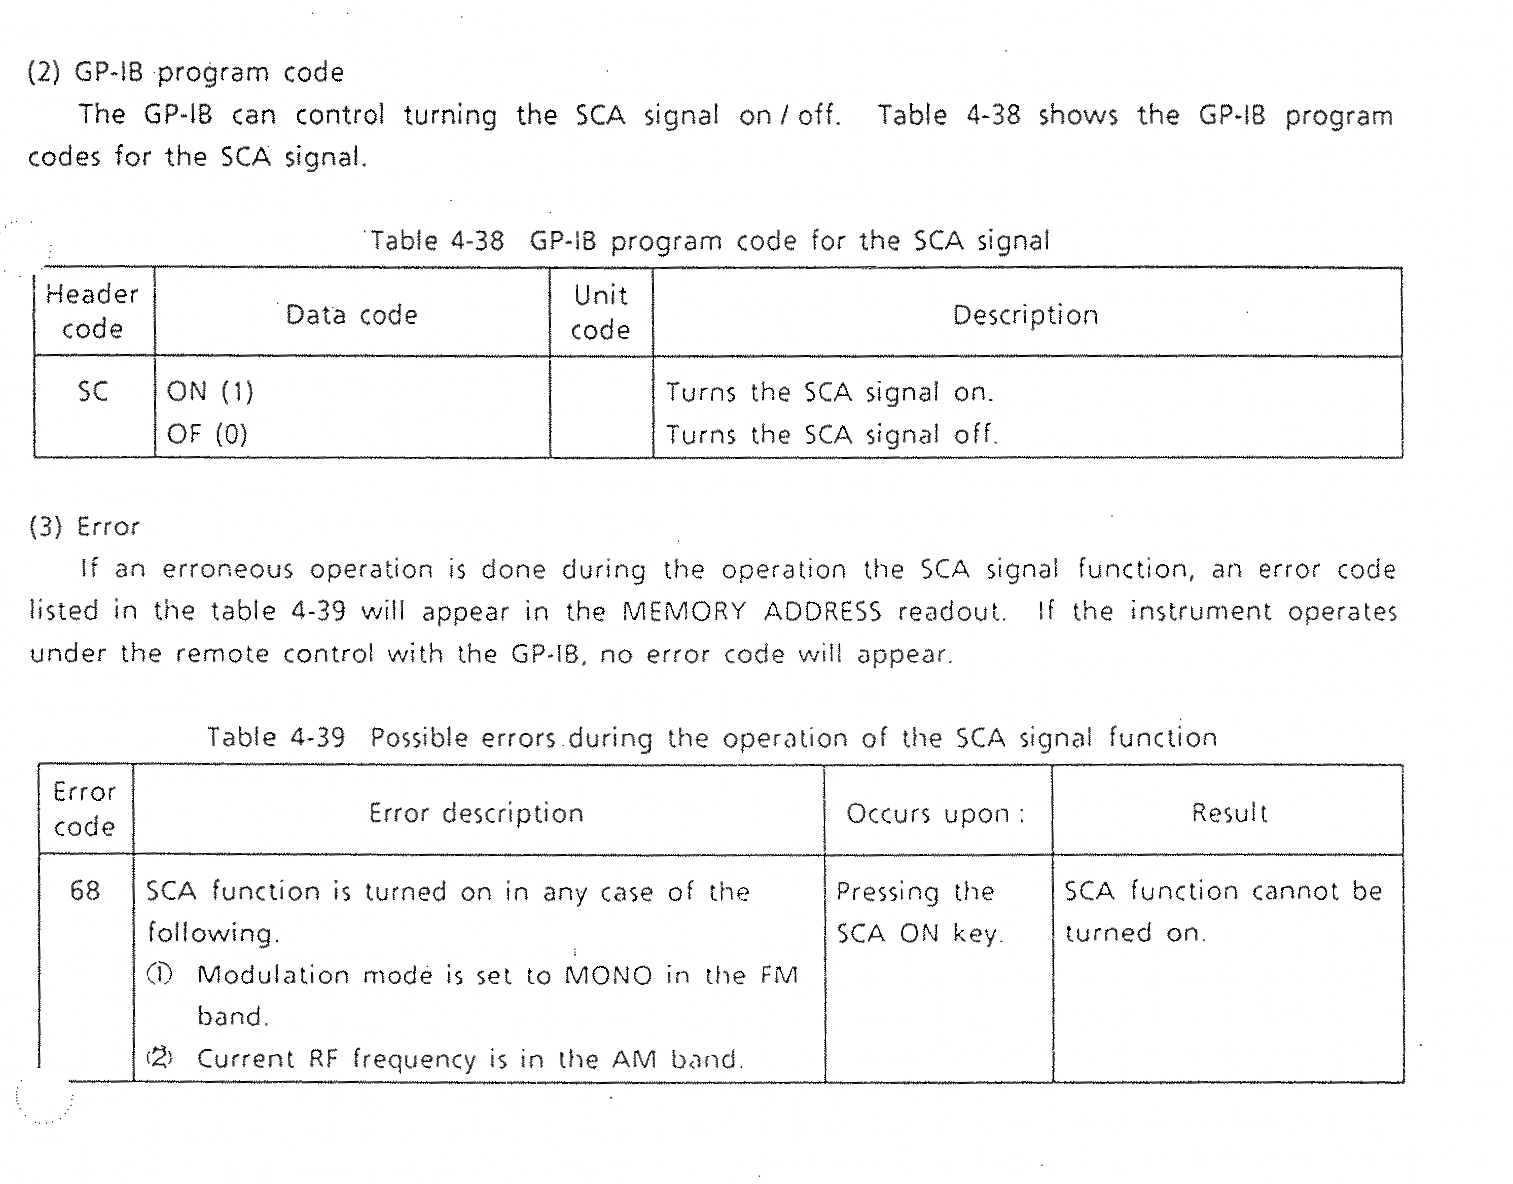 (2) GP-IB program code
The GP-IB can control turning the SCA signal on / off. Table 4-38 shows the GP-IB program
codes for the SCA signal.
Table 4-38 GP-IB program code for the SCA signal
Header
code
Data code
Unit
code
Description
SC
ON (1)
Turns the SCA signal on.
OF (0)
Turns the SCA signal off.
(3) Error
If an erroneous operation is done during the operation the SCA signal function, an error code
listed in the table 4-39 will appear in the MEMORY ADDRESS readout. If the instrument operates
under the remote control with the GP-IB, no error code will appear.
Table 4-39 Possible errors during the operation of the SCA signal function
Error
code
Error description
Occurs upon :
Result
68
SCA function is turned on in any case of the
following.
① Modulation mode is set to MONO in the FM
band.
② Current RF frequency is in the AM band.
Pressing the
SCA ON key.
SCA function cannot be
turned on.